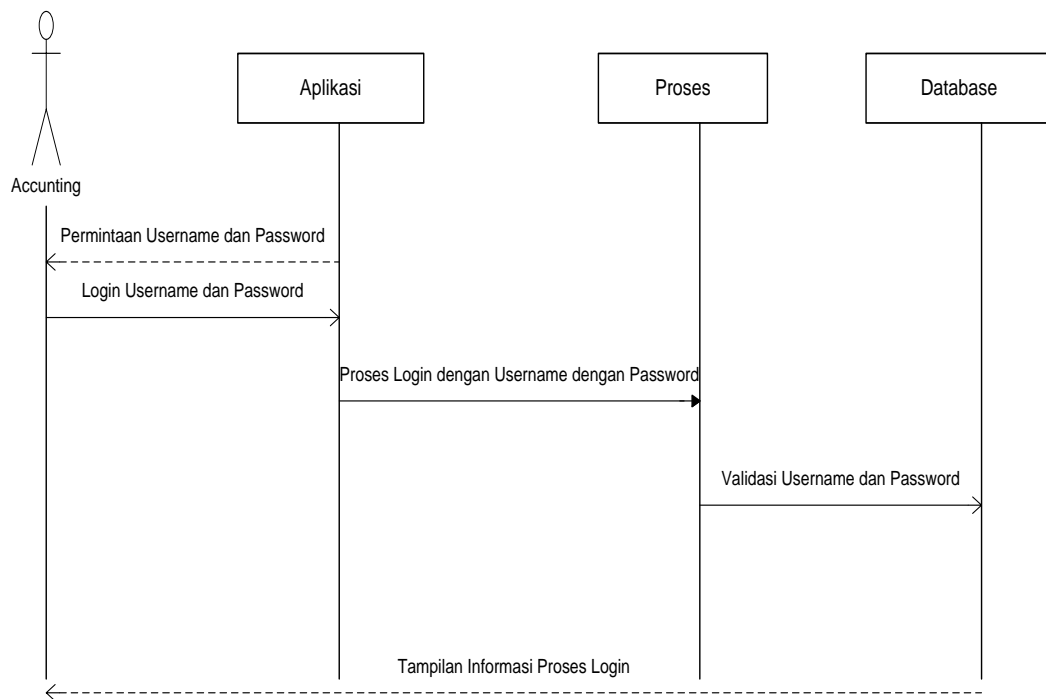 Aplikasi
Proses
Database
Accunting
Permintaan Username dan Password
Login Username dan Password
Proses Login dengan Username dengan Password
Validasi Username dan Password
Tampilan Informasi Proses Login